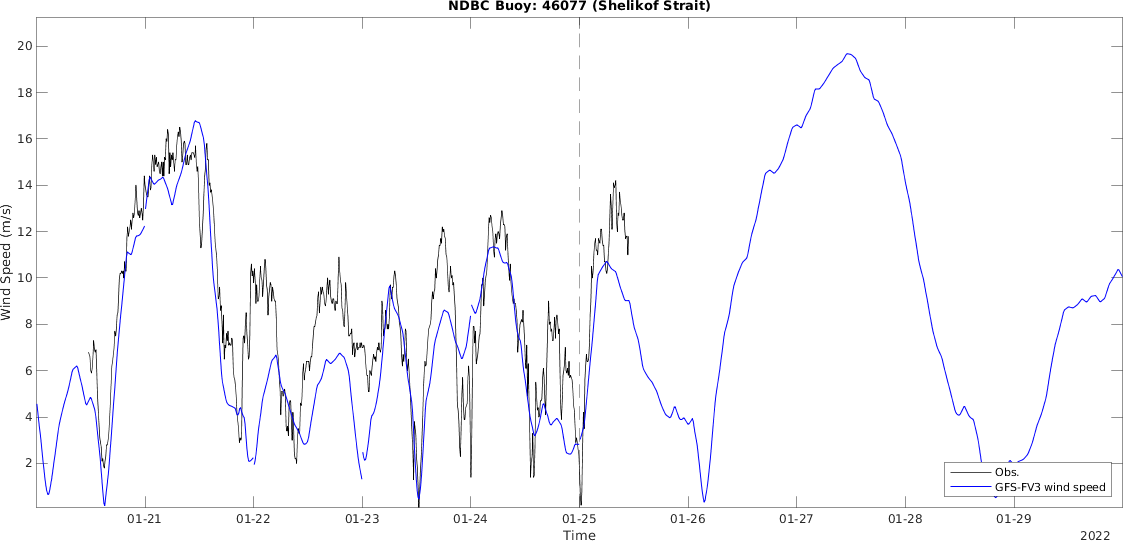 NDBC Buoy: 46077 (Shelikof Strait)
20
18
16
14
12
10
8
6
4
2
Wind Speed (m/s)
Obs.
GFS-FV3 wind speed
01-21 01-22 01-23 01-24 01-25 01-26 01-27 01-28 01-29
Time
2022